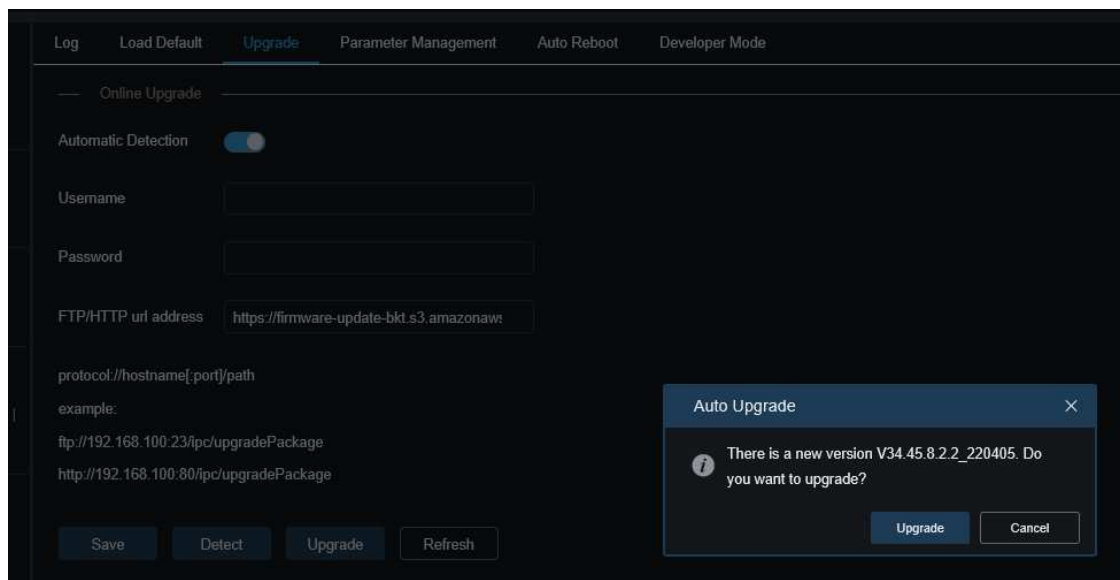 Log Load Default Upgrade Parameter Management Auto Reboot Developer Mode
Online Upgrade
Automatic Detection
Username
Password
FTP/HTTP url address https://firmware-update-bkt.s3.amazonaws
protocol://hostname[:port]/path
example:
ftp://192.168.100:23/ipc/upgradePackage
http://192.168.100:80/ipc/upgradePackage
Save Detect Upgrade Refresh
Auto Upgrade
There is a new version V34.45.8.2.2_220405. Do
you want to upgrade?
Upgrade Cancel